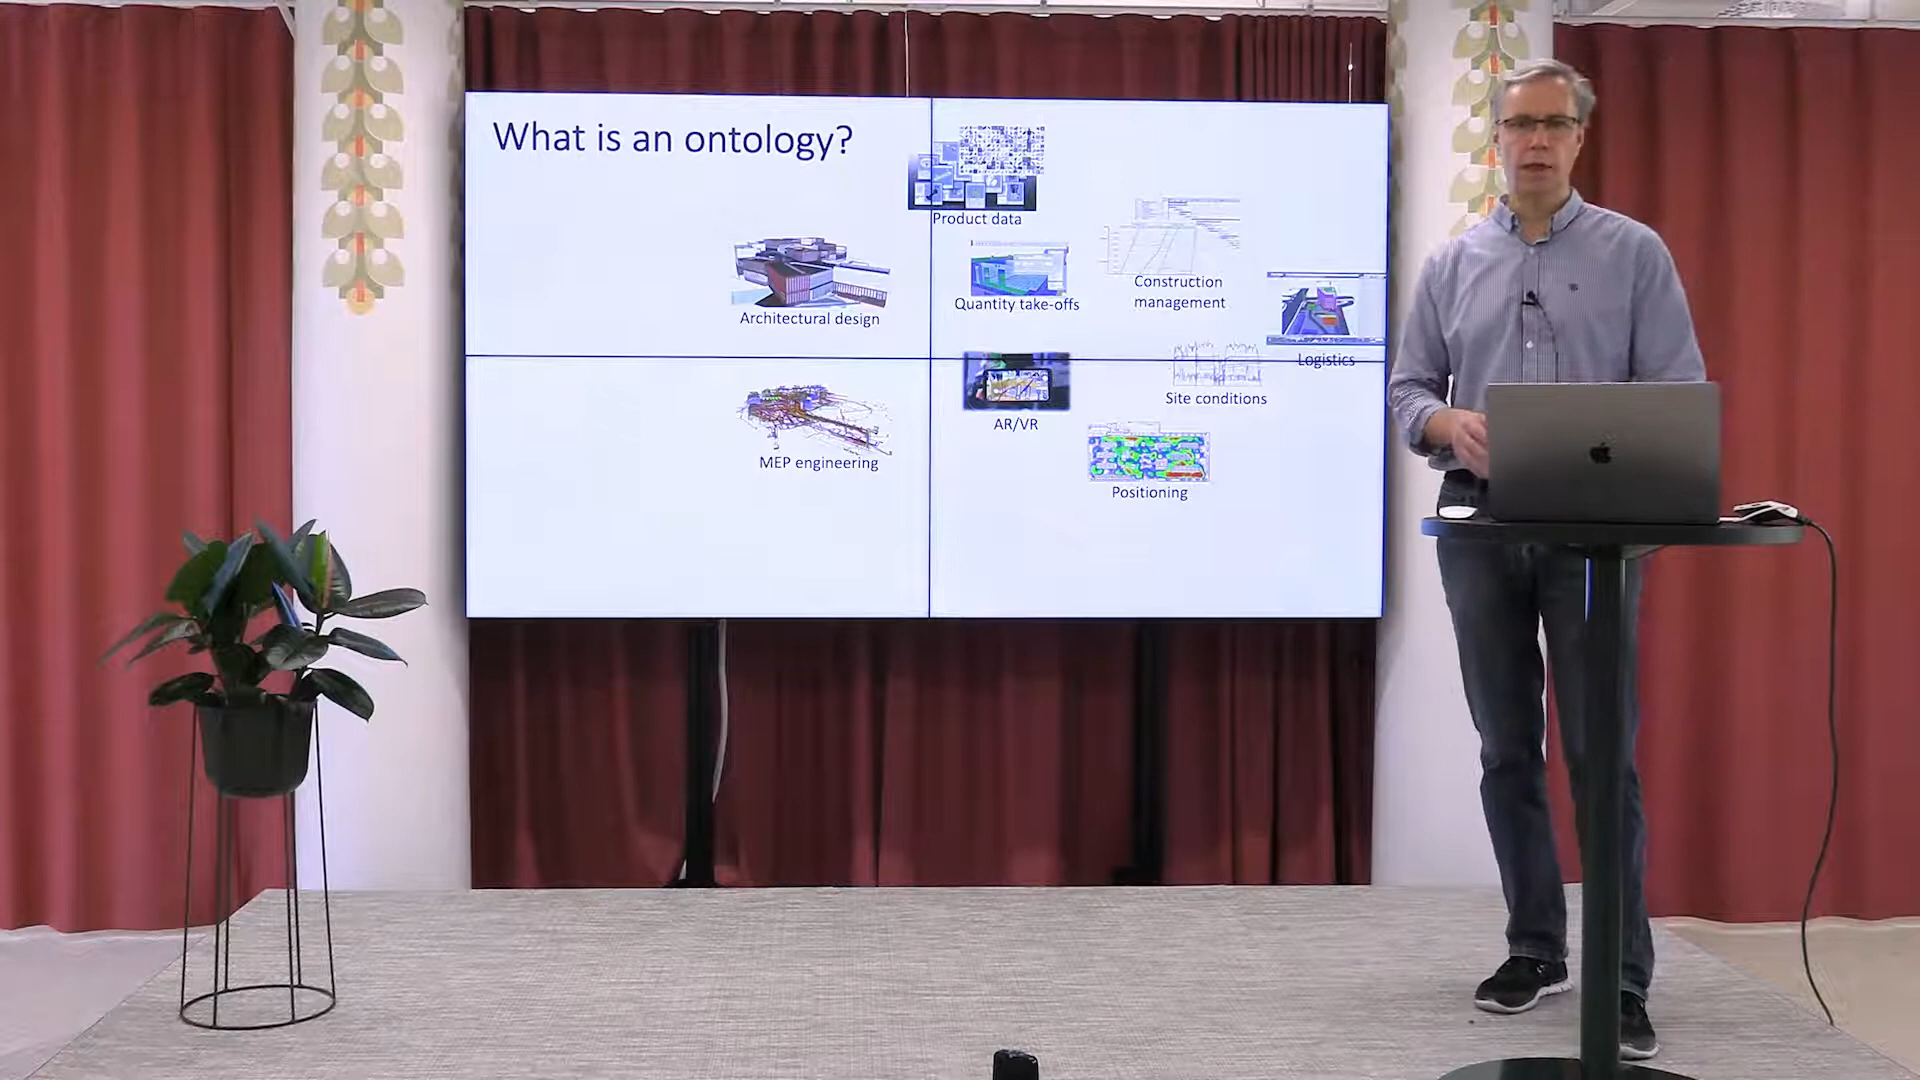 What is an ontology?
Product data
Architectural design
Quantity take-offs
Construction
management
Logistics
AR/VR
Site conditions
MEP engineering
Positioning